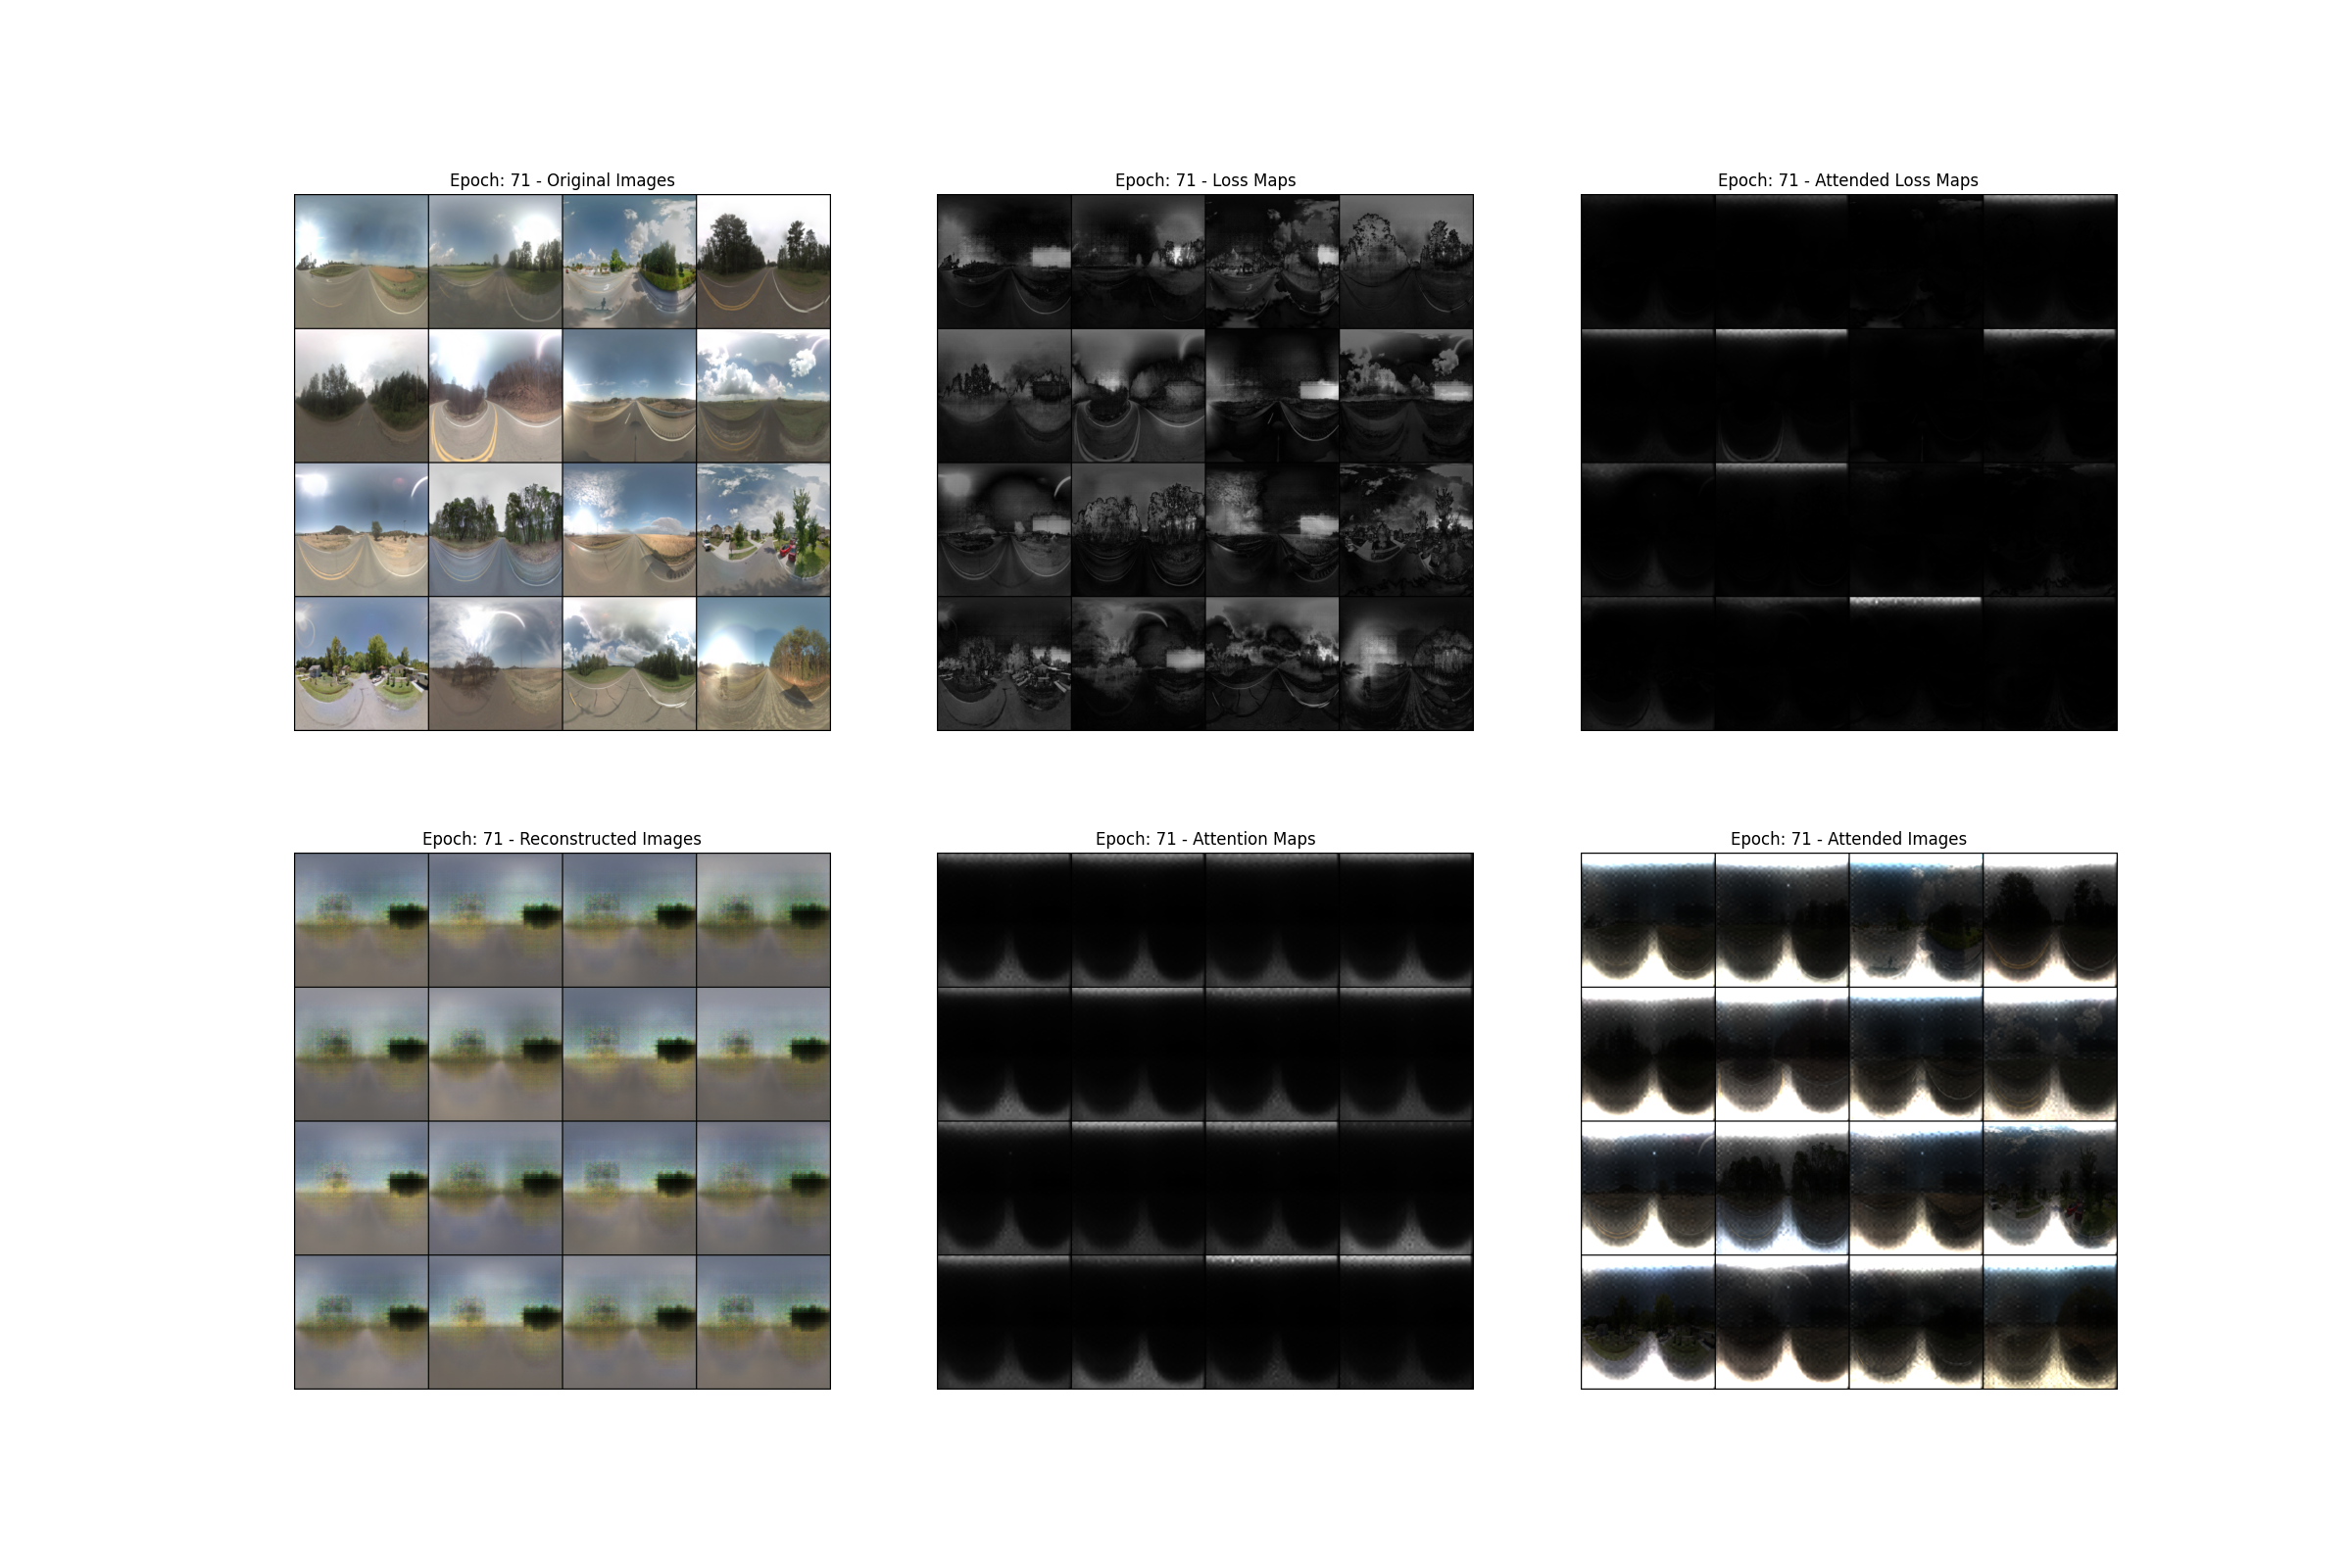 Epoch: 71 - Original Images
Epoch: 71 - Loss Maps
Epoch: 71 - Attended Loss Maps
Epoch: 71 - Reconstructed Images
Epoch: 71 - Attention Maps
Epoch: 71 - Attended Images